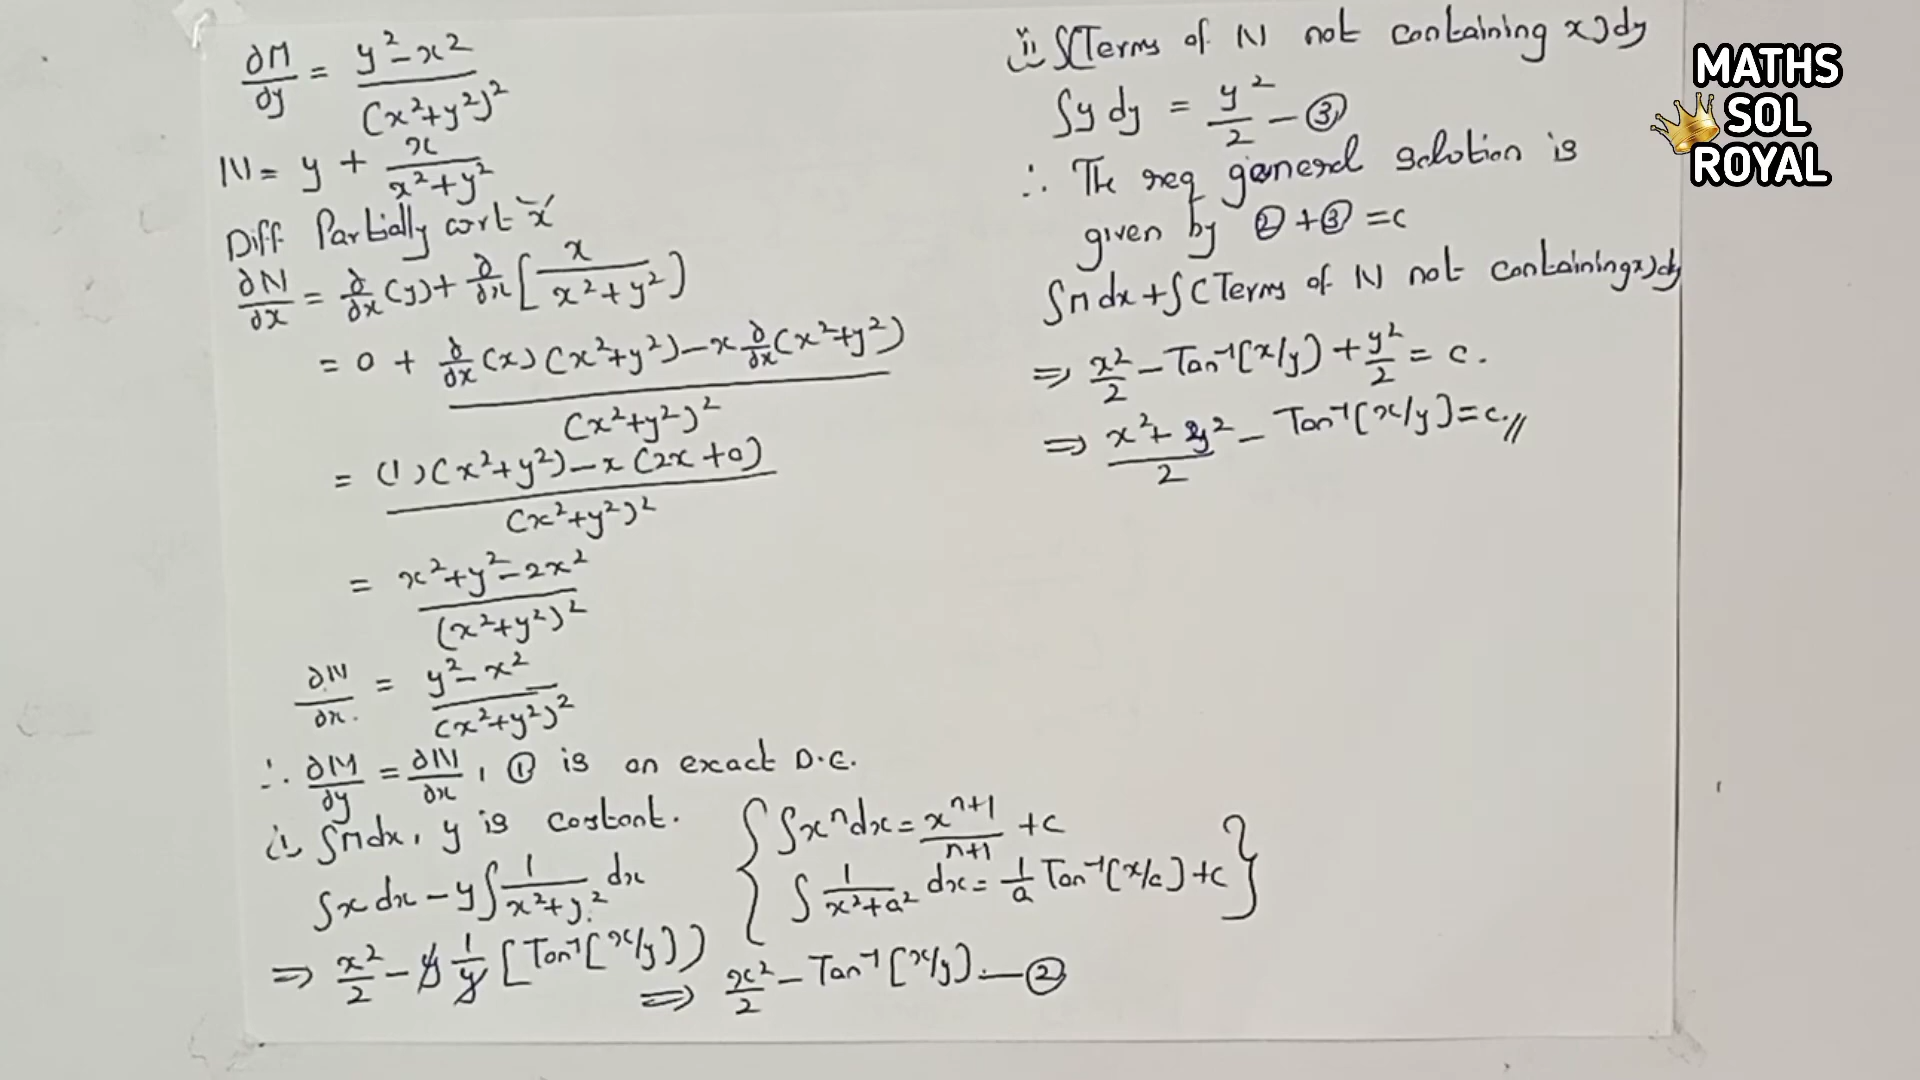 ∂M/∂y = y²-x²/(x²+y²)²
N = y + x/x²+y²
Diff Partially wrt 'x'
∂N/∂x = ∂/∂x (y) + ∂/∂x [x/x²+y²]
= 0 + ∂/∂x (x) (x²+y²) - x ∂/∂x (x²+y²)/(x²+y²)²
= (1)(x²+y²) - x (2x+0)/(x²+y²)²
= x²+y²-2x²/(x²+y²)²
∂N/∂x = y²-x²/(x²+y²)²
∴ ∂M/∂y = ∂N/∂x, ① is an exact D.E.
i) ∫Mdx, y is costant.
∫x dx - y∫1/x²+y² dx
{ ∫xⁿdx = xⁿ⁺¹/n+1 + c
∫ 1/x²+a² dx = 1/a Tan⁻¹(x/a) + c }
⇒ x²/2 - y 1/y [Tan⁻¹(x/y)]
⇒ x²/2 - Tan⁻¹(x/y). — ②
ii) ∫(Terms of N not containing x) dy
∫y dy = y²/2 — ③
∴ The req general solution is
given by ② + ③ = c
∫Mdx + ∫(Terms of N not containing x) dy
⇒ x²/2 - Tan⁻¹(x/y) + y²/2 = c.
⇒ x²+y²/2 - Tan⁻¹(x/y) = c.//
MATHS
SOL
ROYAL